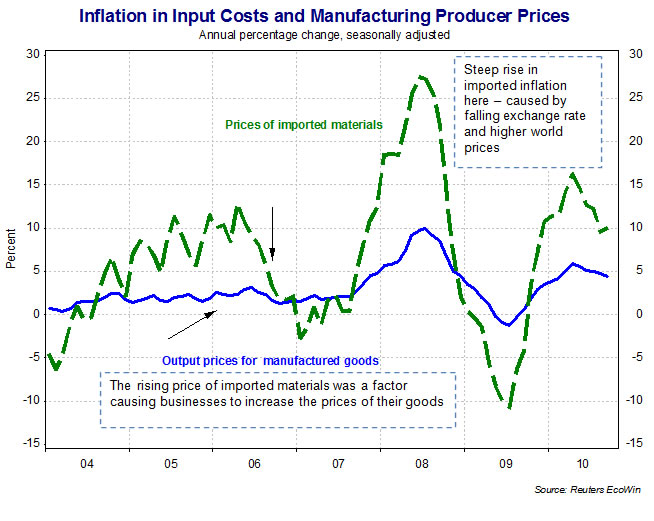 Inflation in Input Costs and Manufacturing Producer Prices
Annual percentage change, seasonally adjusted
30 30
25 25
20 20
15 15
10 10
5 5
0 0
-5 -5
-10 -10
-15 -15
Percent
Steep rise in
imported inflation
here – caused by
falling exchange rate
and higher world
prices
Prices of imported materials
Output prices for manufactured goods
The rising price of imported materials was a factor
causing businesses to increase the prices of their goods
04 05 06 07 08 09 10
Source: Reuters EcoWin